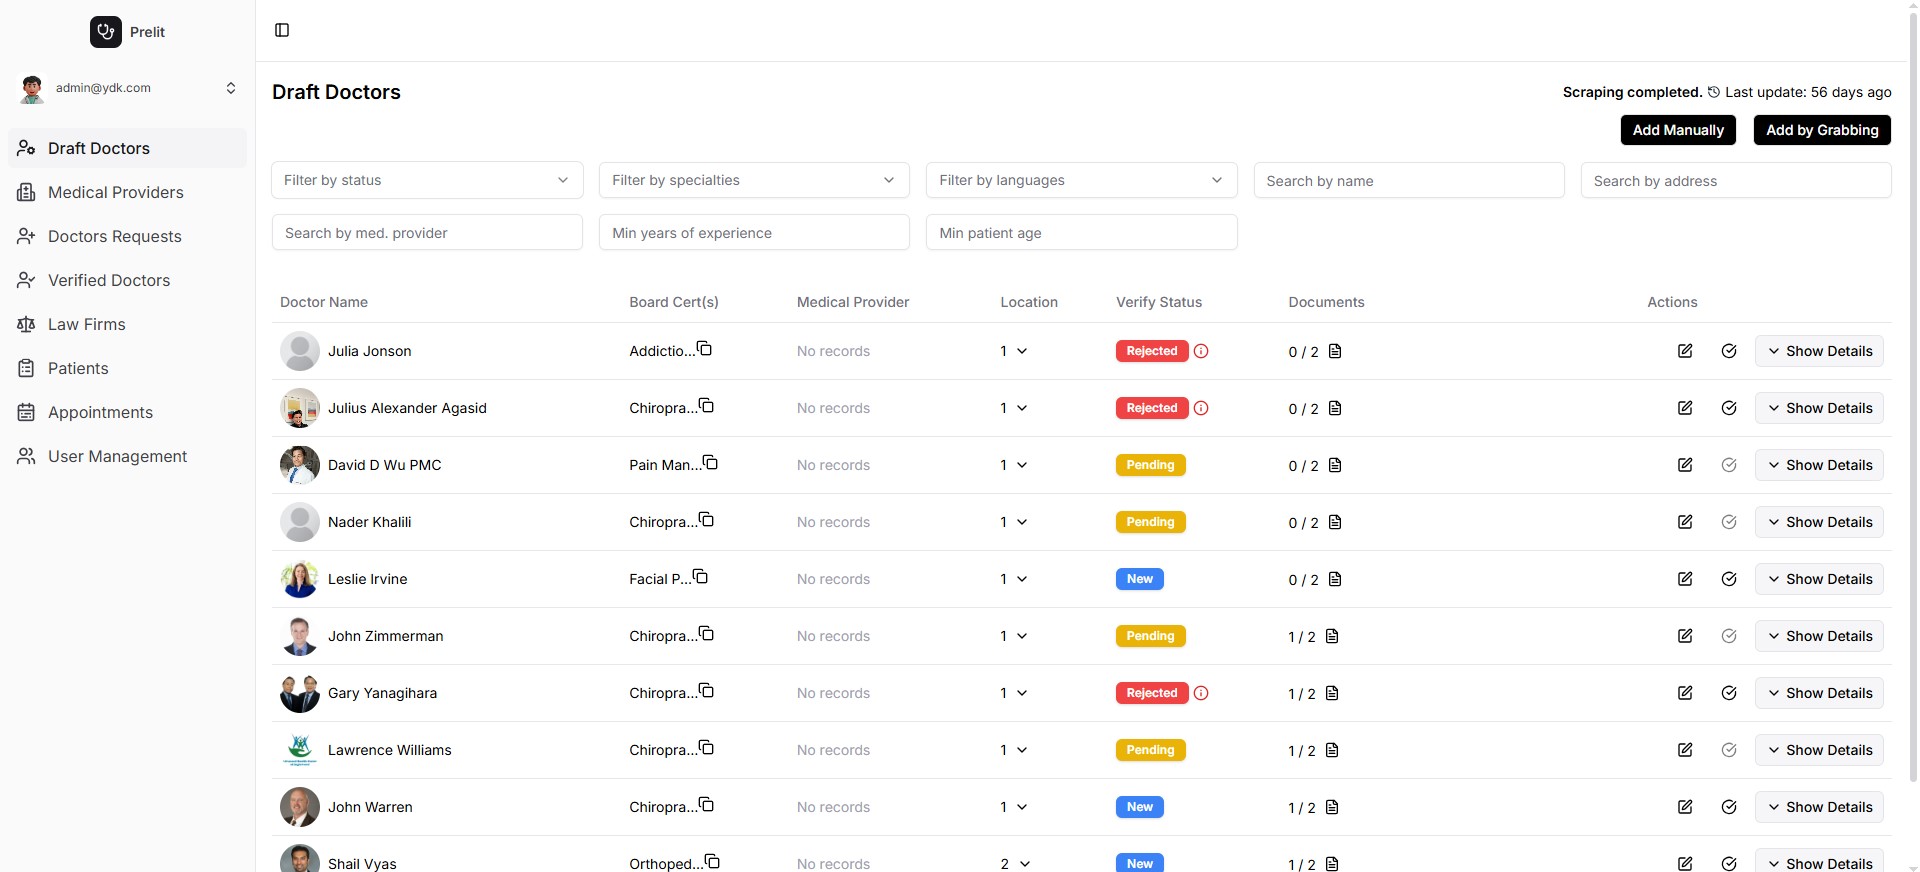 Prelit
admin@ydk.com
Draft Doctors
Medical Providers
Doctors Requests
Verified Doctors
Law Firms
Patients
Appointments
User Management
Draft Doctors
Scraping completed. Last update: 56 days ago
Add Manually Add by Grabbing
Filter by status Filter by specialties Filter by languages Search by name Search by address
Search by med. provider Min years of experience Min patient age
Doctor Name Board Cert(s) Medical Provider Location Verify Status Documents Actions
Julia Jonson Addictio... No records 1 Rejected 0 / 2 Show Details
Julius Alexander Agasid Chiropra... No records 1 Rejected 0 / 2 Show Details
David D Wu PMC Pain Man... No records 1 Pending 0 / 2 Show Details
Nader Khalili Chiropra... No records 1 Pending 0 / 2 Show Details
Leslie Irvine Facial P... No records 1 New 0 / 2 Show Details
John Zimmerman Chiropra... No records 1 Pending 1 / 2 Show Details
Gary Yanagihara Chiropra... No records 1 Rejected 1 / 2 Show Details
Lawrence Williams Chiropra... No records 1 Pending 1 / 2 Show Details
John Warren Chiropra... No records 1 New 1 / 2 Show Details
Shail Vyas Orthoped... No records 2 New 1 / 2 Show Details